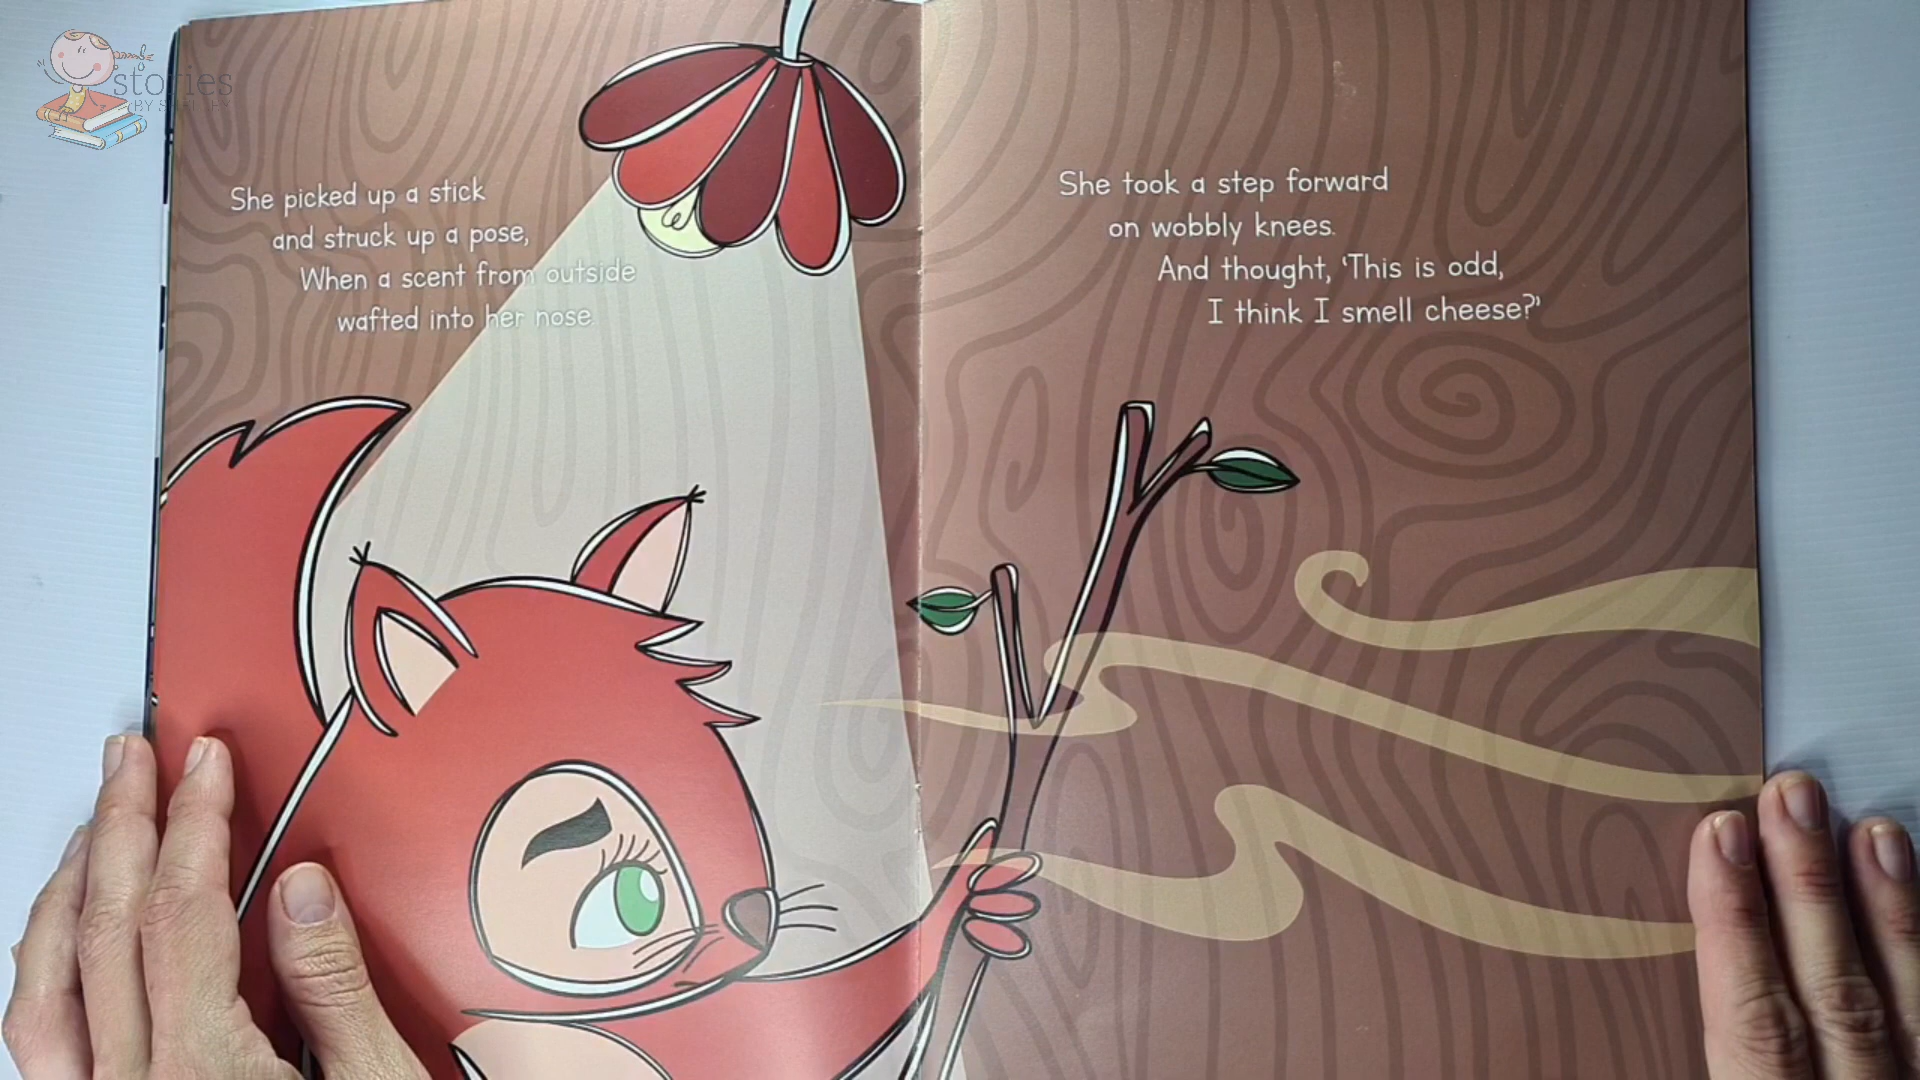 stories
She picked up a stick
and struck up a pose,
When a scent from outside
wafted into her nose.
She took a step forward
on wobbly knees.
And thought, 'This is odd,
I think I smell cheese?'